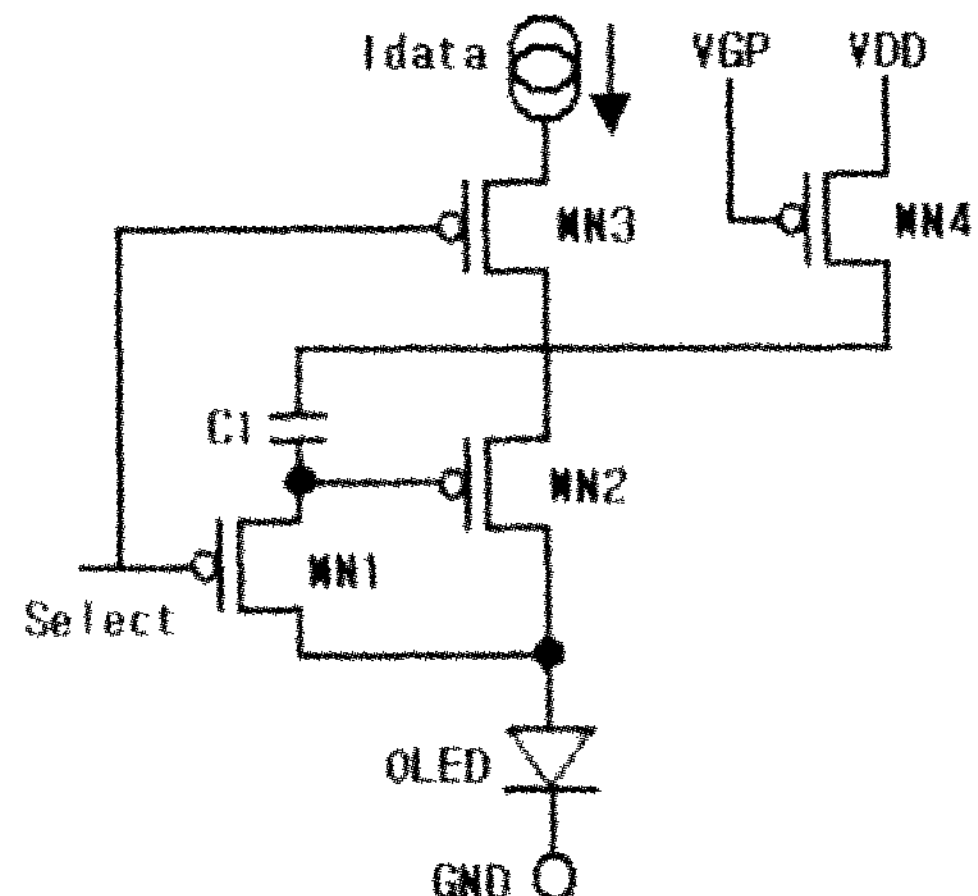 Idata
VGP
VDD
MN3
MN4
C1
MN2
MN1
Select
OLED
GND